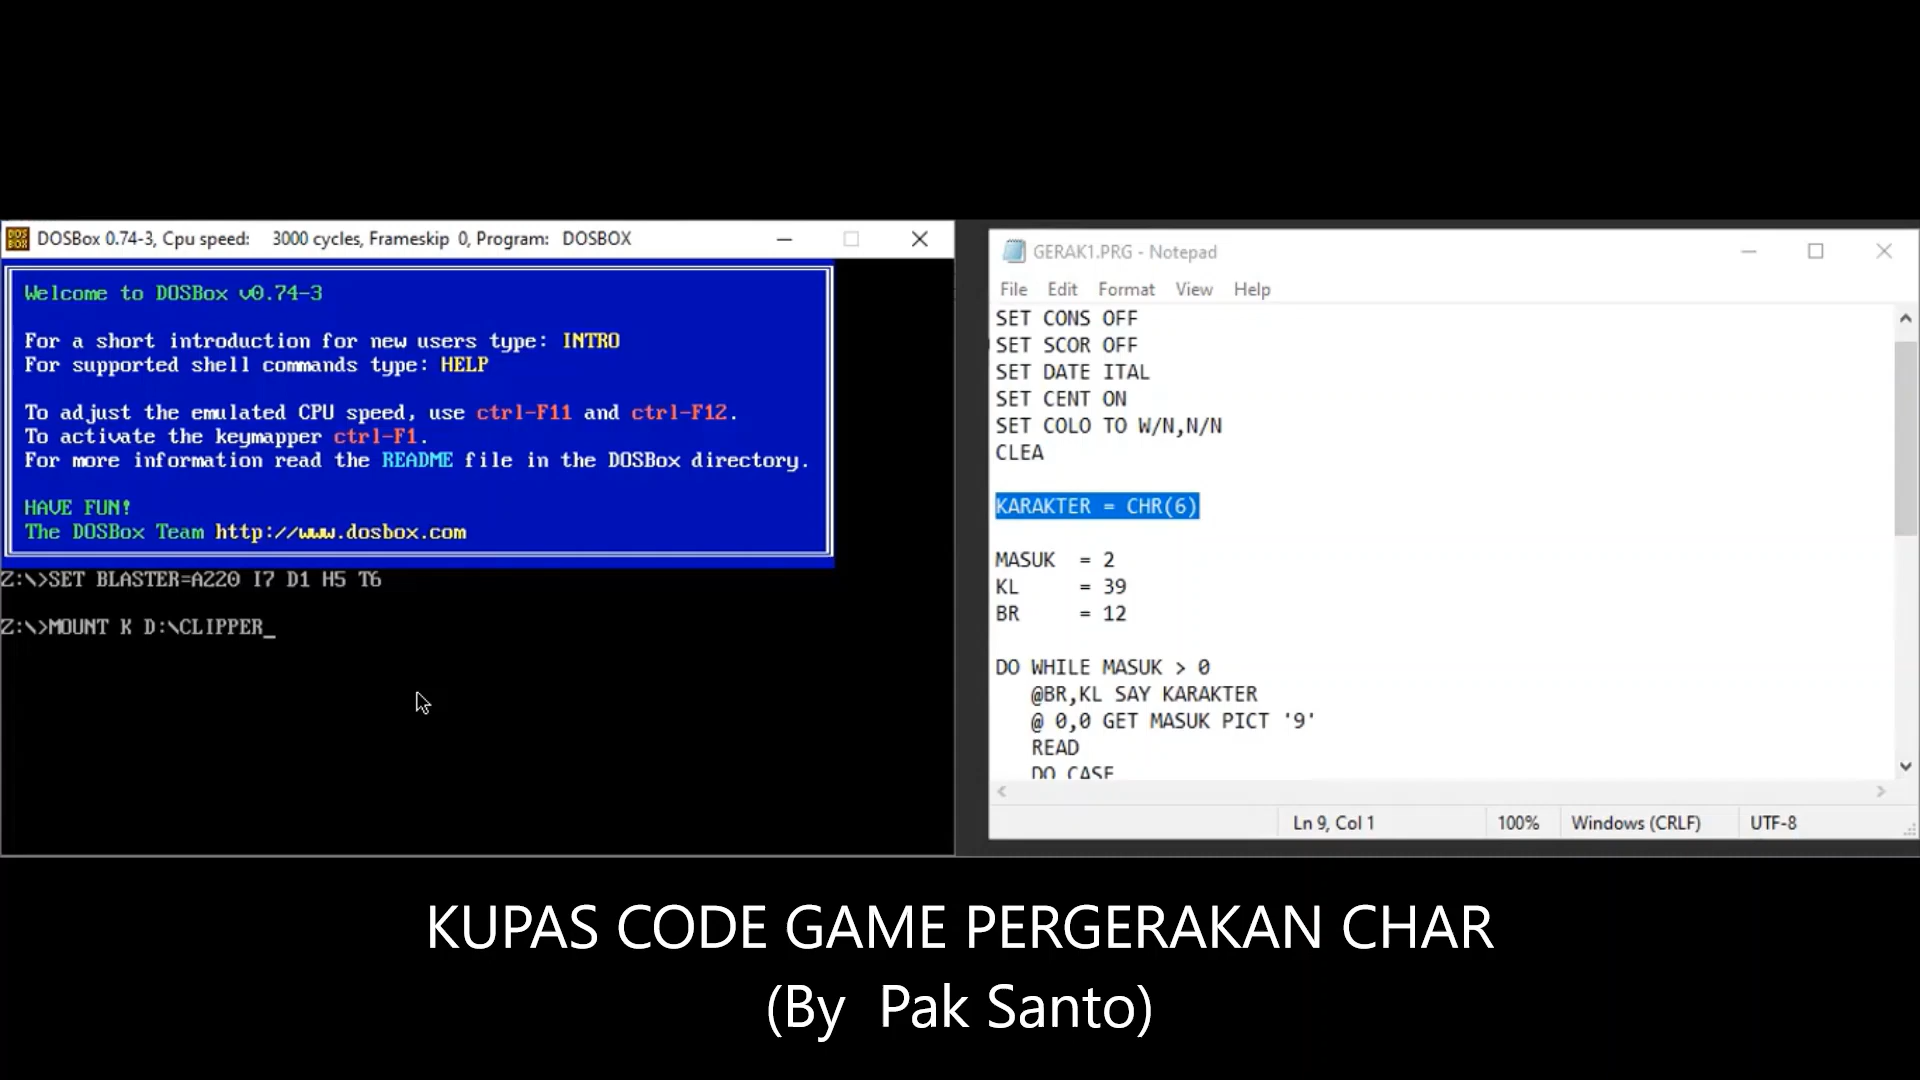 DOSBox 0.74-3, Cpu speed: 3000 cycles, Frameskip 0, Program: DOSBOX
Welcome to DOSBox v0.74-3
For a short introduction for new users type: INTRO
For supported shell commands type: HELP
To adjust the emulated CPU speed, use ctrl-F11 and ctrl-F12.
To activate the keymapper ctrl-F1.
For more information read the README file in the DOSBox directory.
HAVE FUN!
The DOSBox Team http://www.dosbox.com
Z:\>SET BLASTER=A220 I7 D1 H5 T6
Z:\>MOUNT K D:\CLIPPER_
GERAK1.PRG - Notepad
File Edit Format View Help
SET CONS OFF
SET SCOR OFF
SET DATE ITAL
SET CENT ON
SET COLO TO W/N,N/N
CLEA
KARAKTER = CHR(6)
MASUK = 2
KL = 39
BR = 12
DO WHILE MASUK > 0
@BR,KL SAY KARAKTER
@ 0,0 GET MASUK PICT '9'
READ
DO CASE
Ln 9, Col 1 100% Windows (CRLF) UTF-8
KUPAS CODE GAME PERGERAKAN CHAR
(By Pak Santo)